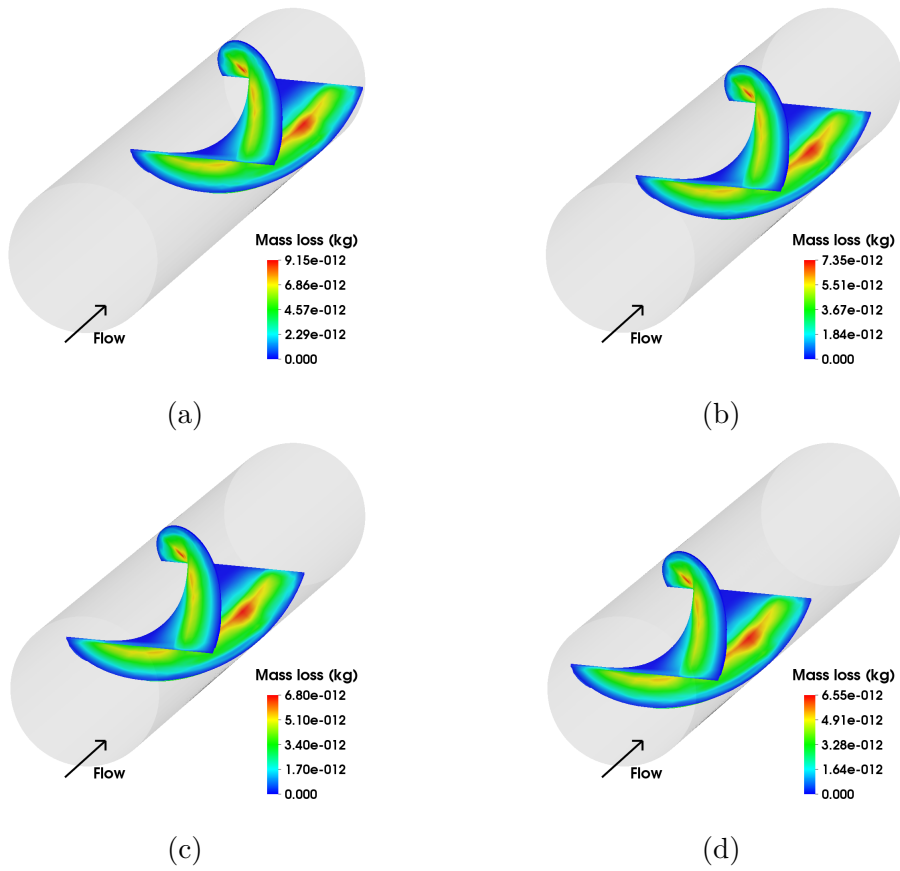 Mass loss (kg)
9.15e-012
6.86e-012
4.57e-012
2.29e-012
0.000
Flow
(a)
Mass loss (kg)
7.35e-012
5.51e-012
3.67e-012
1.84e-012
0.000
Flow
(b)
Mass loss (kg)
6.80e-012
5.10e-012
3.40e-012
1.70e-012
0.000
Flow
(c)
Mass loss (kg)
6.55e-012
4.91e-012
3.28e-012
1.64e-012
0.000
Flow
(d)